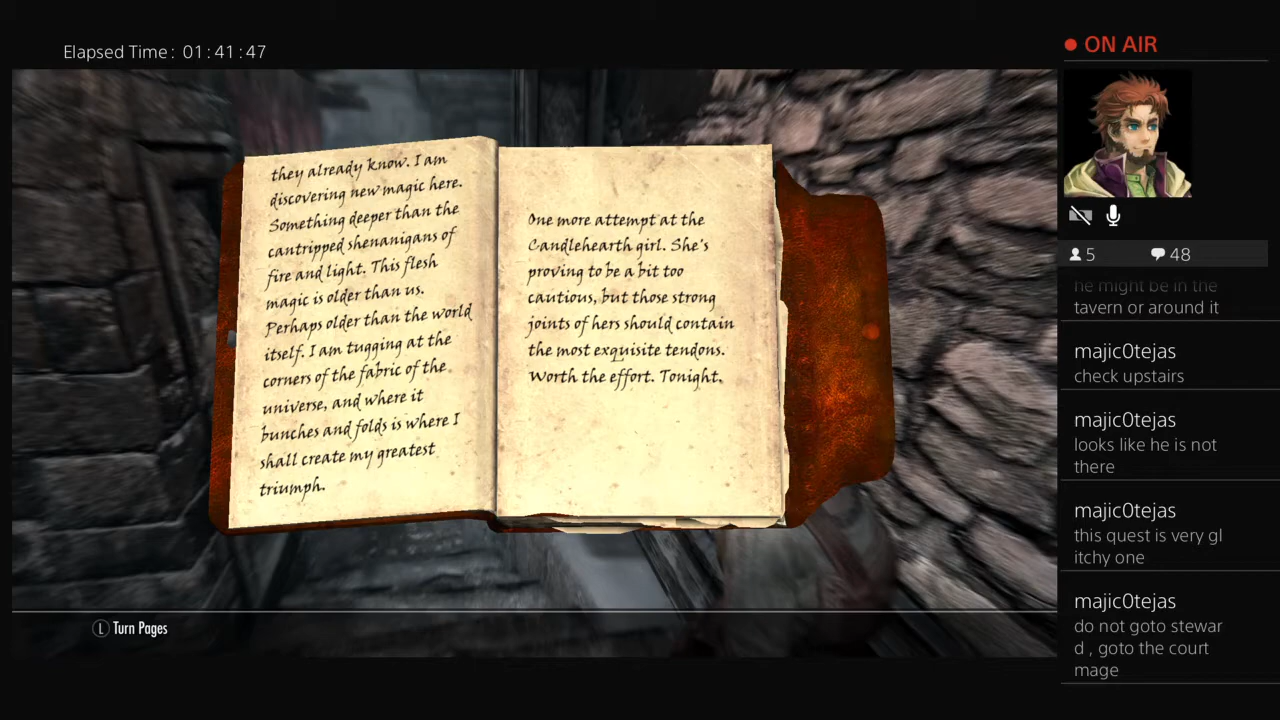 Elapsed Time: 01:41:47
they already know. I am
discovering new magic here.
Something deeper than the
cantripped shenanigans of
fire and light. This flesh
magic is older than us.
Perhaps older than the world
itself. I am tugging at the
corners of the fabric of the
universe, and where it
bunches and folds is where I
shall create my greatest
triumph.
One more attempt at the
Candlehearth girl. She's
proving to be a bit too
cautious, but those strong
joints of hers should contain
the most exquisite tendons.
Worth the effort. Tonight.
L Turn Pages
ON AIR
5 48
he might be in the
tavern or around it
majic0tejas
check upstairs
majic0tejas
looks like he is not
there
majic0tejas
this quest is very gl
itchy one
majic0tejas
do not goto stewar
d , goto the court
mage